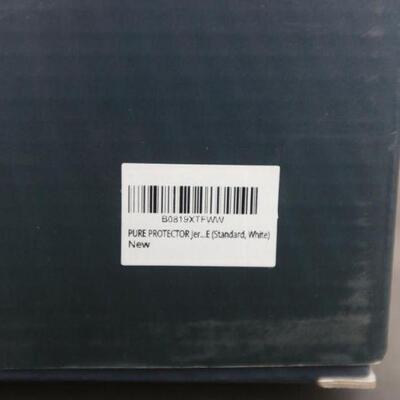 B0819XTFWW
PURE PROTECTOR Jer...E (Standard, White)
New